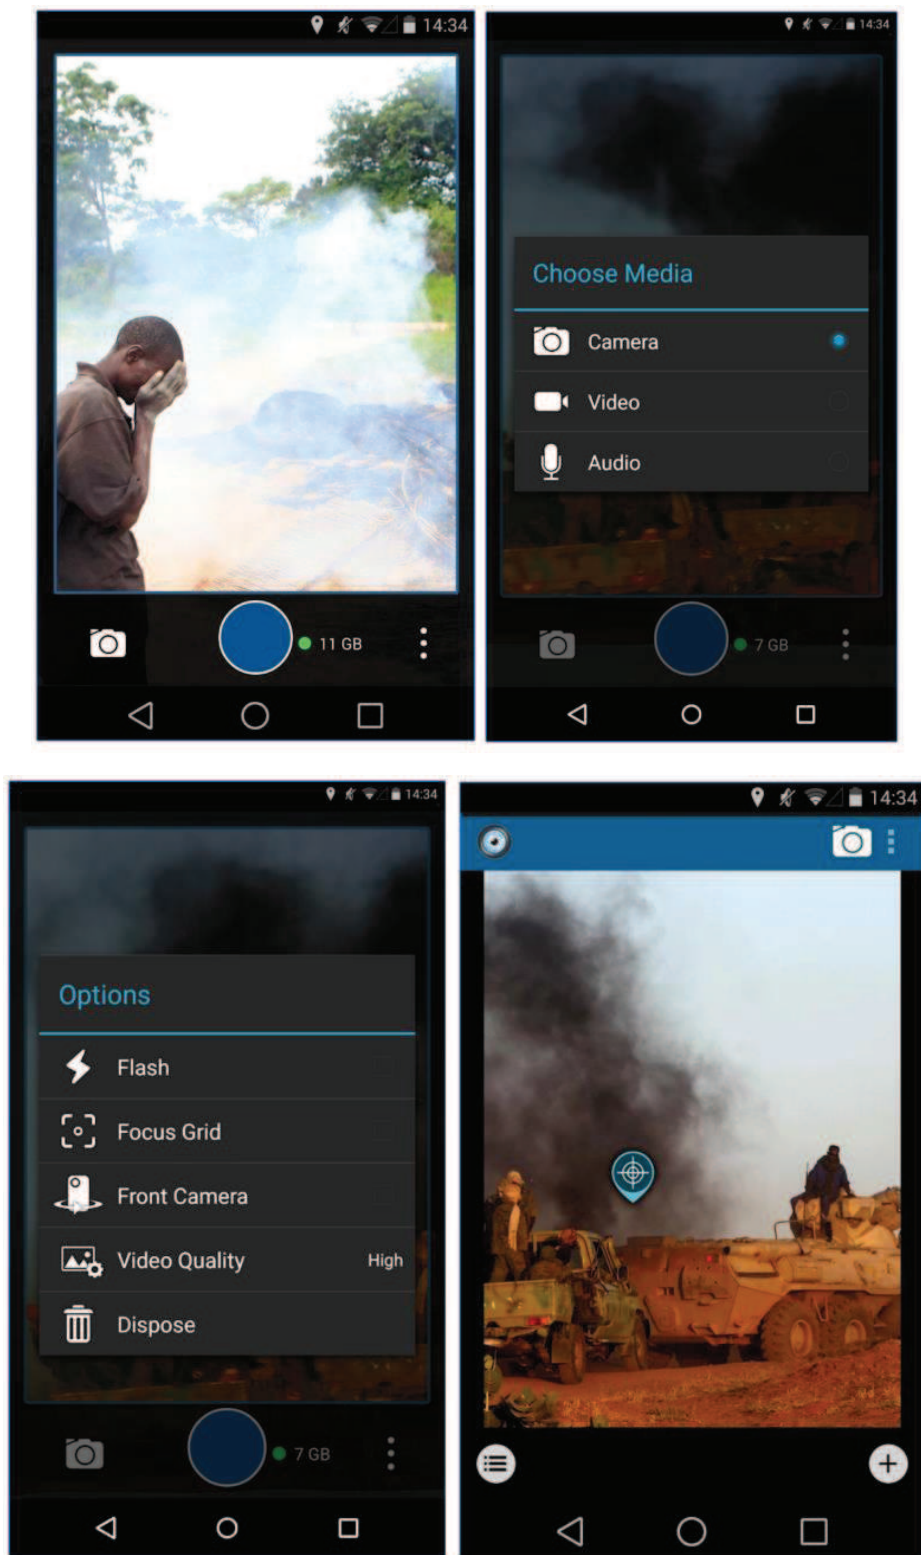 14:34
11 GB
14:34
Choose Media
Camera
Video
Audio
7 GB
14:34
Options
Flash
Focus Grid
Front Camera
Video Quality High
Dispose
7 GB
14:34